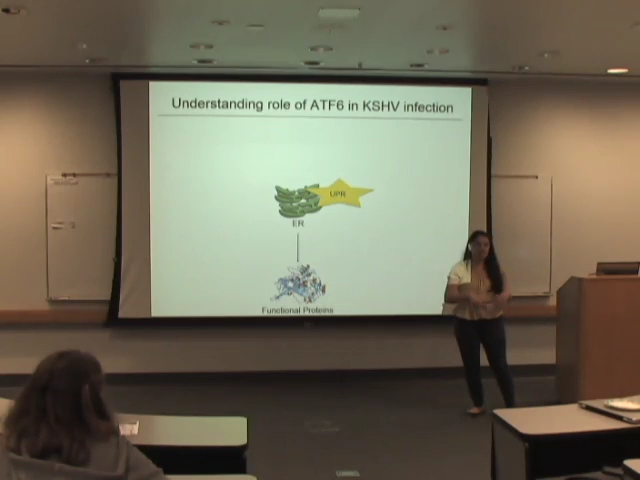 Understanding role of ATF6 in KSHV infection
UPR
ER
Functional Proteins